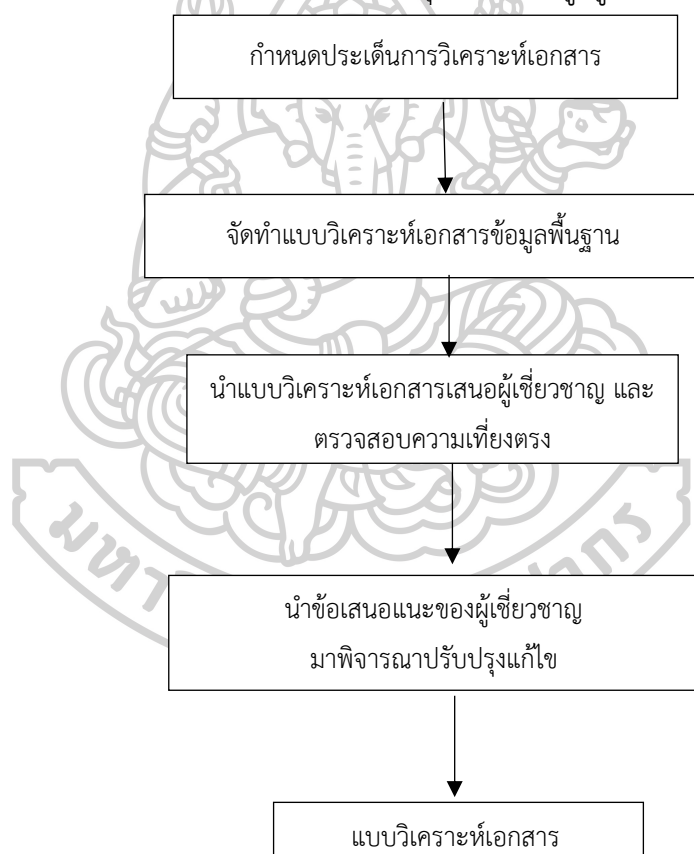 กำหนดประเด็นการวิเคราะห์เอกสาร
จัดทำแบบวิเคราะห์เอกสารข้อมูลพื้นฐาน
นำแบบวิเคราะห์เอกสารเสนอผู้เชี่ยวชาญ และ
ตรวจสอบความเที่ยงตรง
นำข้อเสนอแนะของผู้เชี่ยวชาญ
มาพิจารณาปรับปรุงแก้ไข
แบบวิเคราะห์เอกสาร